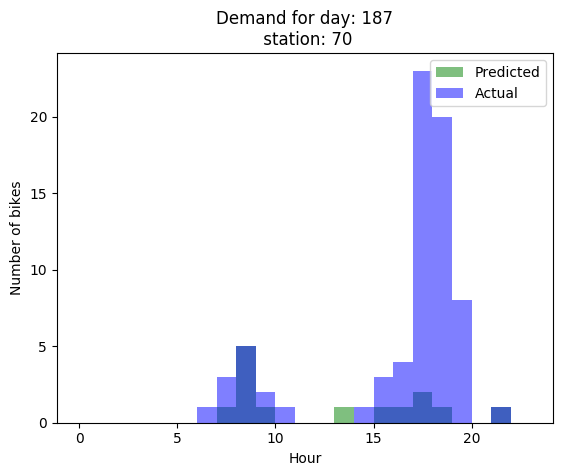 Demand for day: 187
station: 70
Predicted
Actual
Number of bikes
20
15
10
5
0
0
5
10
15
20
Hour